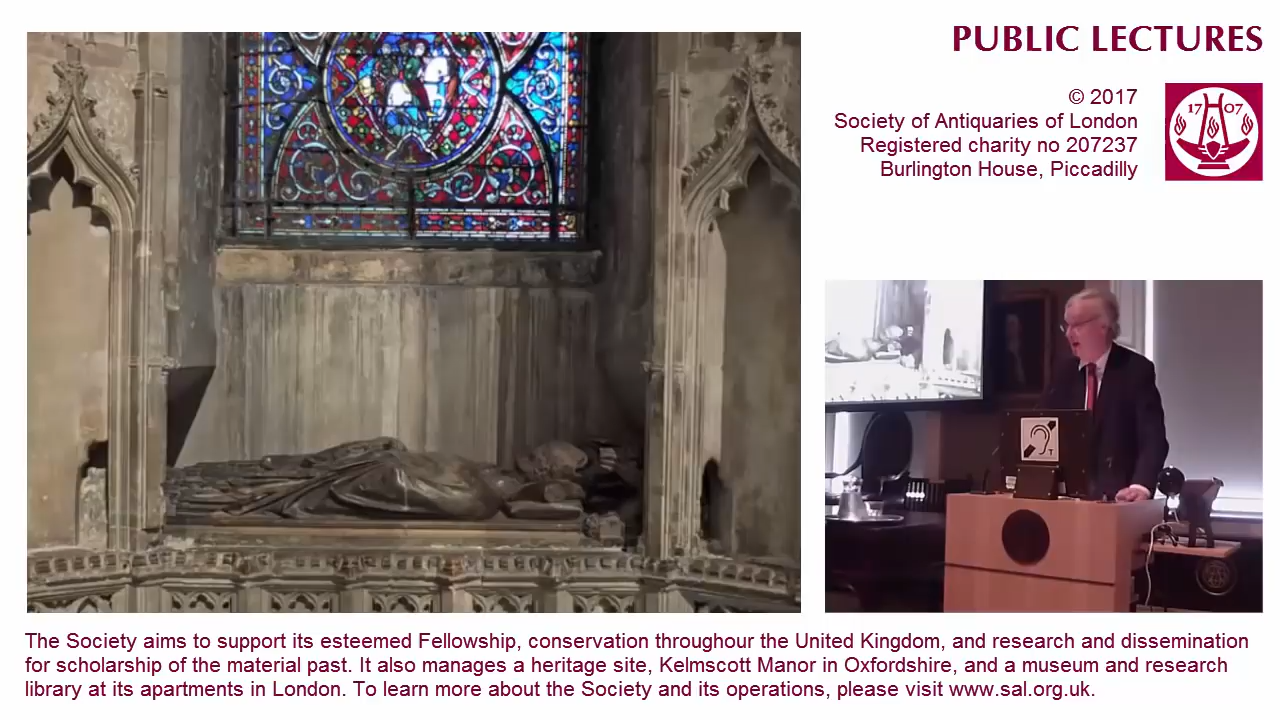 PUBLIC LECTURES
© 2017
Society of Antiquaries of London
Registered charity no 207237
Burlington House, Piccadilly
17 07
T
The Society aims to support its esteemed Fellowship, conservation throughour the United Kingdom, and research and dissemination
for scholarship of the material past. It also manages a heritage site, Kelmscott Manor in Oxfordshire, and a museum and research
library at its apartments in London. To learn more about the Society and its operations, please visit www.sal.org.uk.